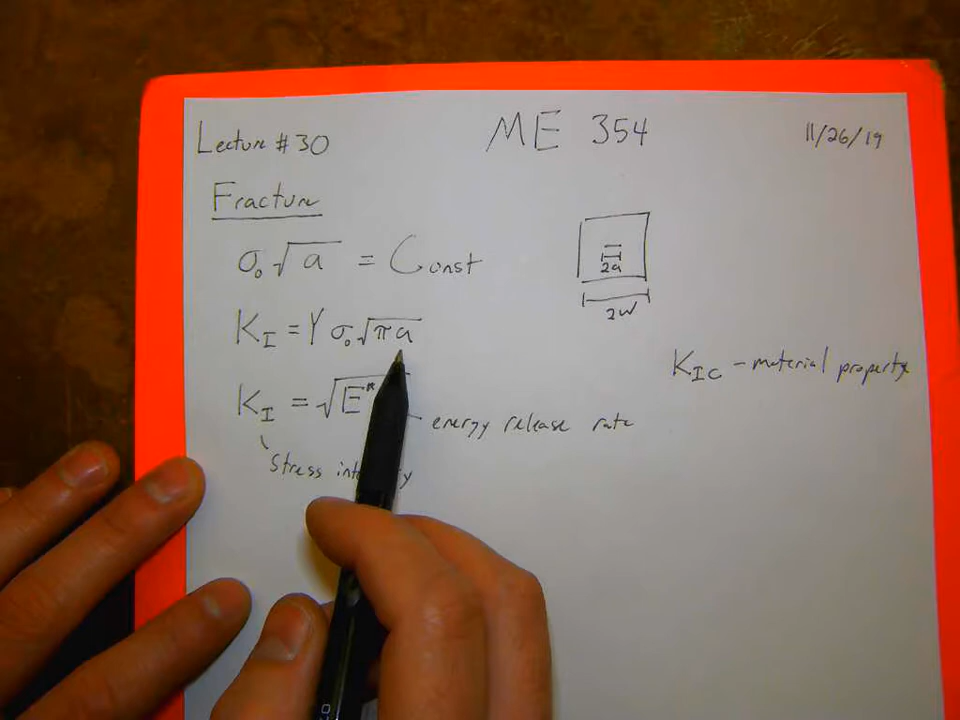 Lecture #30
ME 354
11/26/19
Fracture
σ₀√a = Const
2a
2w
K_I = Y σ₀√πa
K_IC - material property
K_I = √E*
energy release rate
Stress